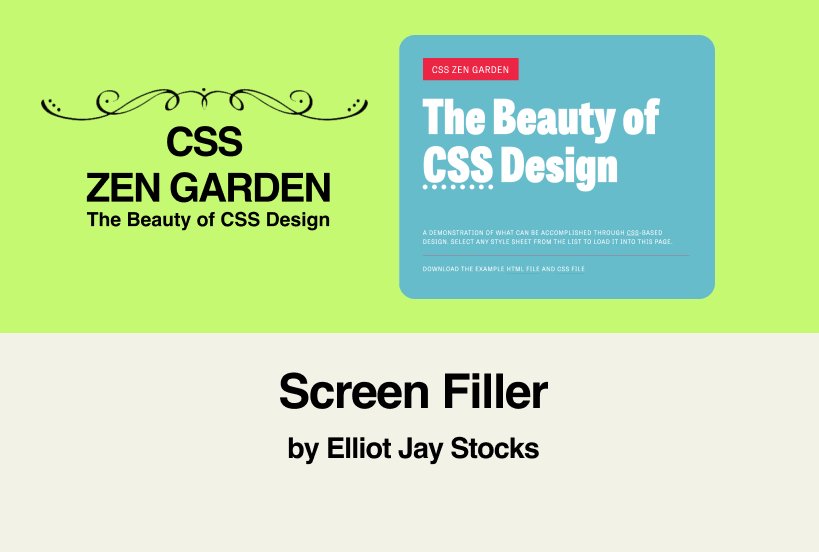 CSS
ZEN GARDEN
The Beauty of CSS Design
CSS ZEN GARDEN
The Beauty of
CSS Design
A DEMONSTRATION OF WHAT CAN BE ACCOMPLISHED THROUGH CSS-BASED
DESIGN. SELECT ANY STYLE SHEET FROM THE LIST TO LOAD IT INTO THIS PAGE.
DOWNLOAD THE EXAMPLE HTML FILE AND CSS FILE
Screen Filler
by Elliot Jay Stocks